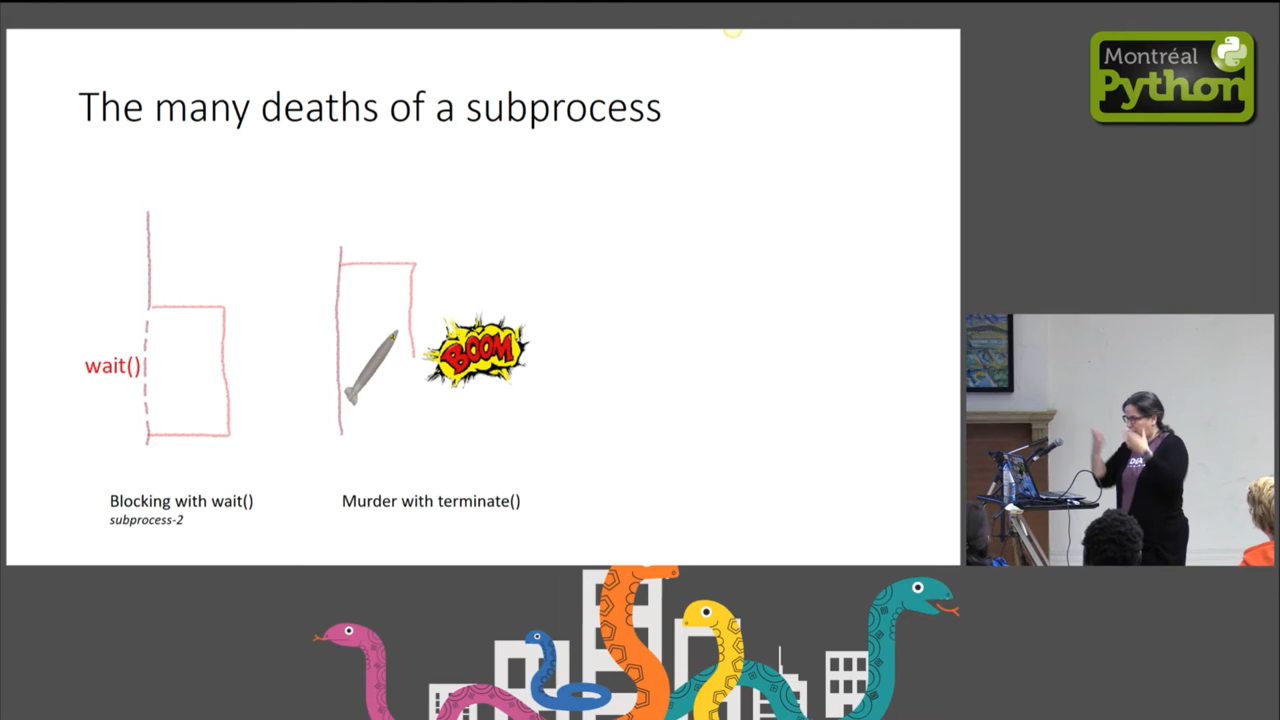 The many deaths of a subprocess
wait()
BOOM
Blocking with wait()
subprocess-2
Murder with terminate()
Montréal
Python